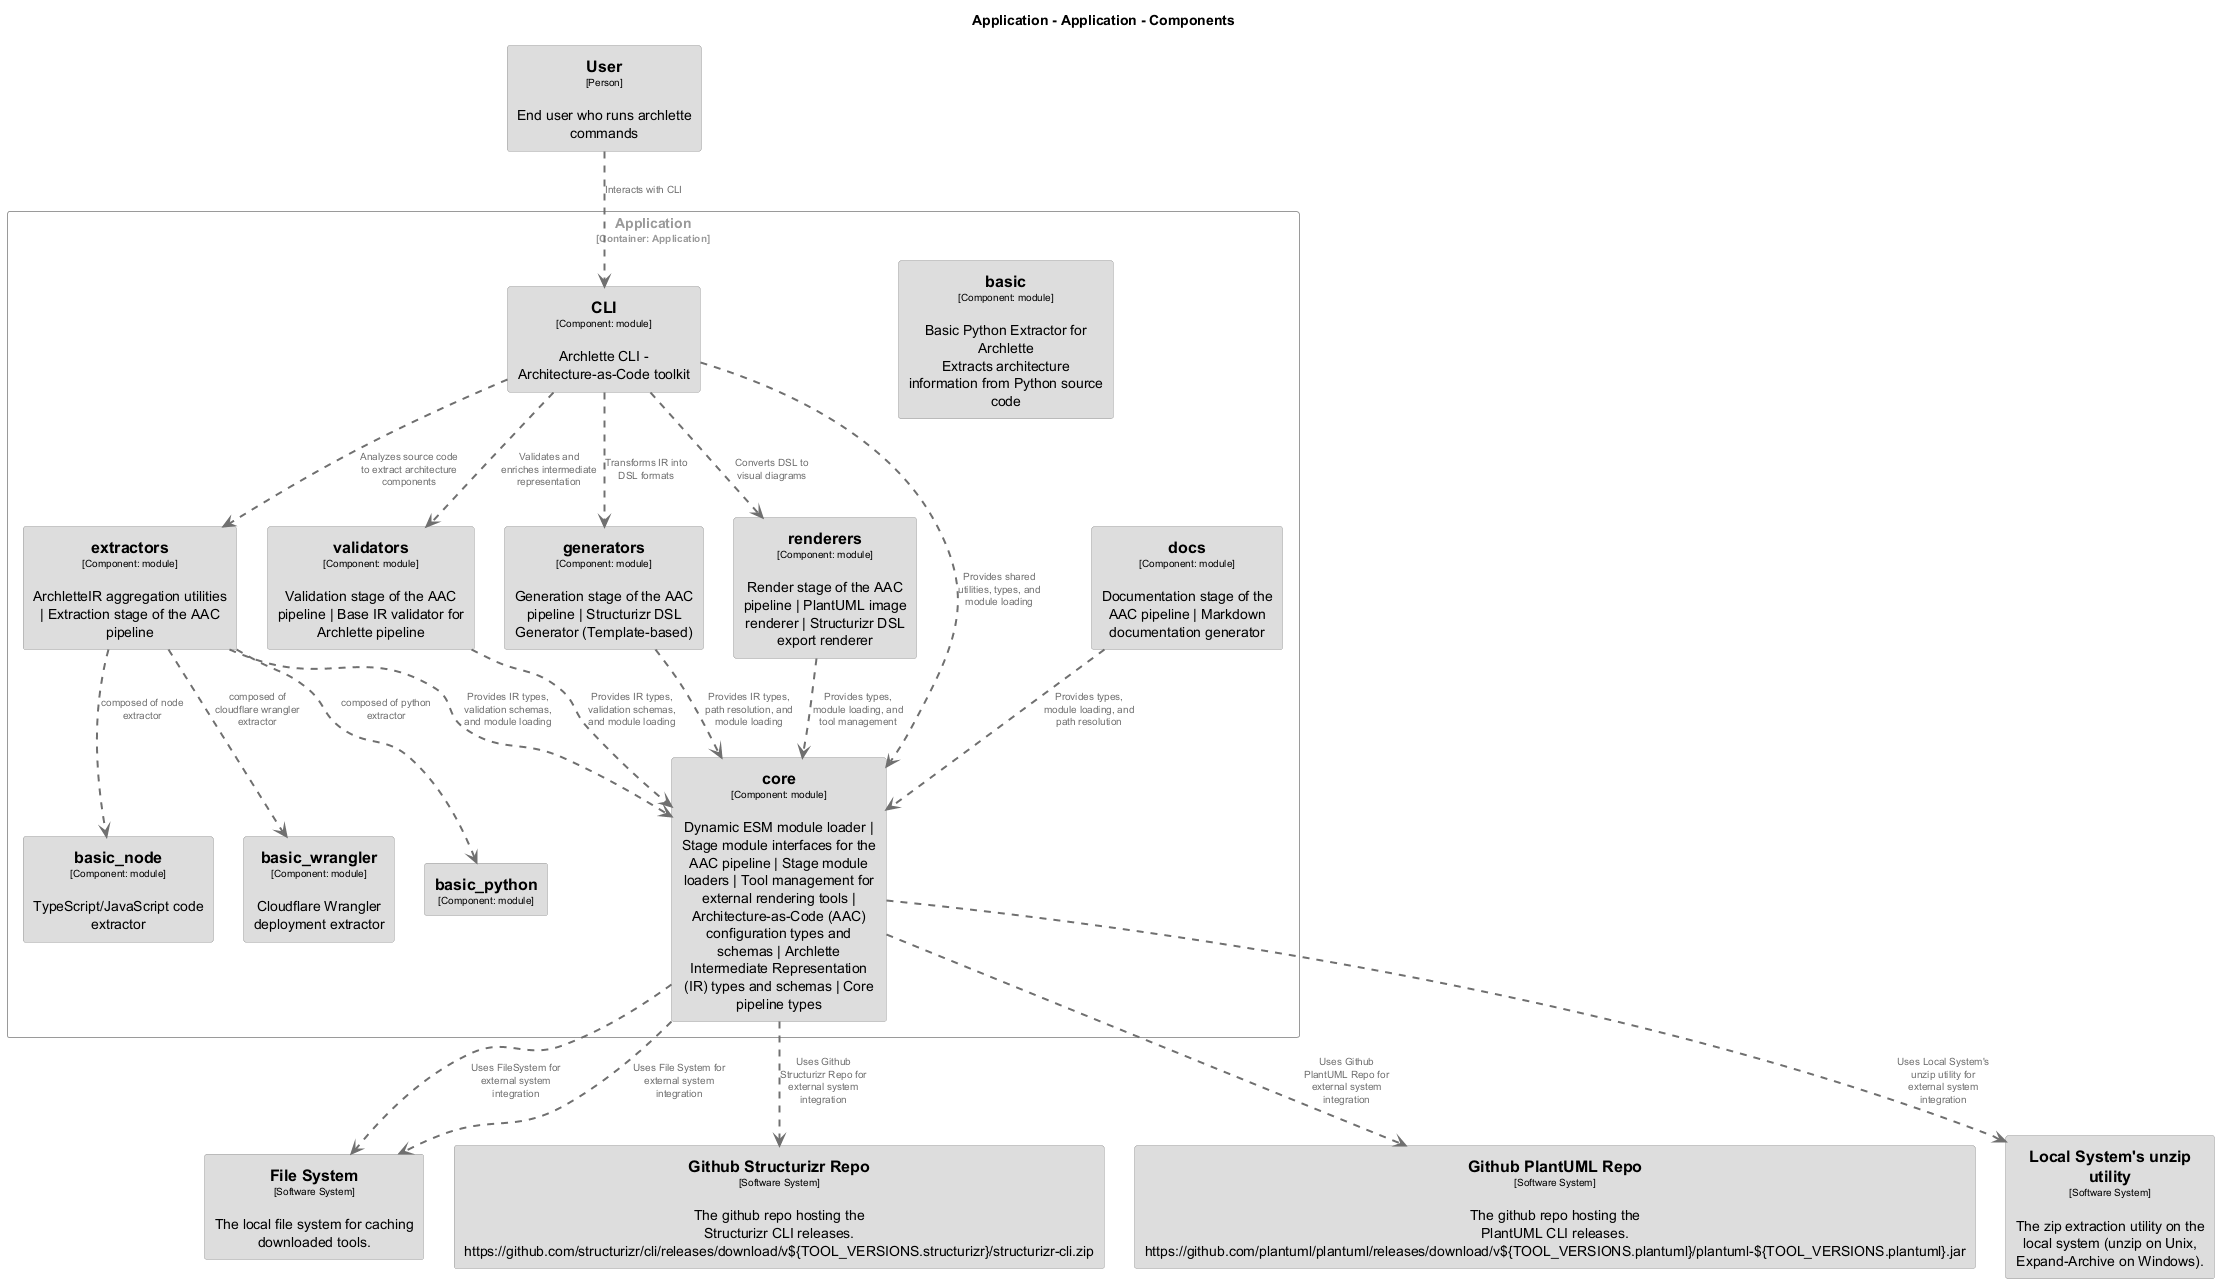 Application - Application - Components
User
[Person]
End user who runs archlette
commands
Interacts with CLI
Application
[Container: Application]
CLI
[Component: module]
Archlette CLI -
Architecture-as-Code toolkit
basic
[Component: module]
Basic Python Extractor for
Archlette
Extracts architecture
information from Python source
code
Analyzes source code
to extract architecture
components
Validates and
enriches intermediate
representation
Transforms IR into
DSL formats
Converts DSL to
visual diagrams
Provides shared
utilities, types, and
module loading
extractors
[Component: module]
ArchletteIR aggregation utilities
| Extraction stage of the AAC
pipeline
validators
[Component: module]
Validation stage of the AAC
pipeline | Base IR validator for
Archlette pipeline
generators
[Component: module]
Generation stage of the AAC
pipeline | Structurizr DSL
Generator (Template-based)
renderers
[Component: module]
Render stage of the AAC
pipeline | PlantUML image
renderer | Structurizr DSL
export renderer
docs
[Component: module]
Documentation stage of the
AAC pipeline | Markdown
documentation generator
composed of node
extractor
composed of
cloudflare wrangler
extractor
composed of python
extractor
Provides IR types,
validation schemas,
and module loading
Provides IR types,
validation schemas,
and module loading
Provides IR types,
path resolution, and
module loading
Provides types,
module loading, and
tool management
Provides types,
module loading, and
path resolution
basic_node
[Component: module]
TypeScript/JavaScript code
extractor
basic_wrangler
[Component: module]
Cloudflare Wrangler
deployment extractor
basic_python
[Component: module]
core
[Component: module]
Dynamic ESM module loader |
Stage module interfaces for the
AAC pipeline | Stage module
loaders | Tool management for
external rendering tools |
Architecture-as-Code (AAC)
configuration types and
schemas | Archlette
Intermediate Representation
(IR) types and schemas | Core
pipeline types
Uses FileSystem for
external system
integration
Uses File System for
external system
integration
Uses Github
Structurizr Repo for
external system
integration
Uses Github
PlantUML Repo for
external system
integration
Uses Local System's
unzip utility for
external system
integration
File System
[Software System]
The local file system for caching
downloaded tools.
Github Structurizr Repo
[Software System]
The github repo hosting the
Structurizr CLI releases.
https://github.com/structurizr/cli/releases/download/v${TOOL_VERSIONS.structurizr}/structurizr-cli.zip
Github PlantUML Repo
[Software System]
The github repo hosting the
PlantUML CLI releases.
https://github.com/plantuml/plantuml/releases/download/v${TOOL_VERSIONS.plantuml}/plantuml-${TOOL_VERSIONS.plantuml}.jar
Local System's unzip
utility
[Software System]
The zip extraction utility on the
local system (unzip on Unix,
Expand-Archive on Windows).